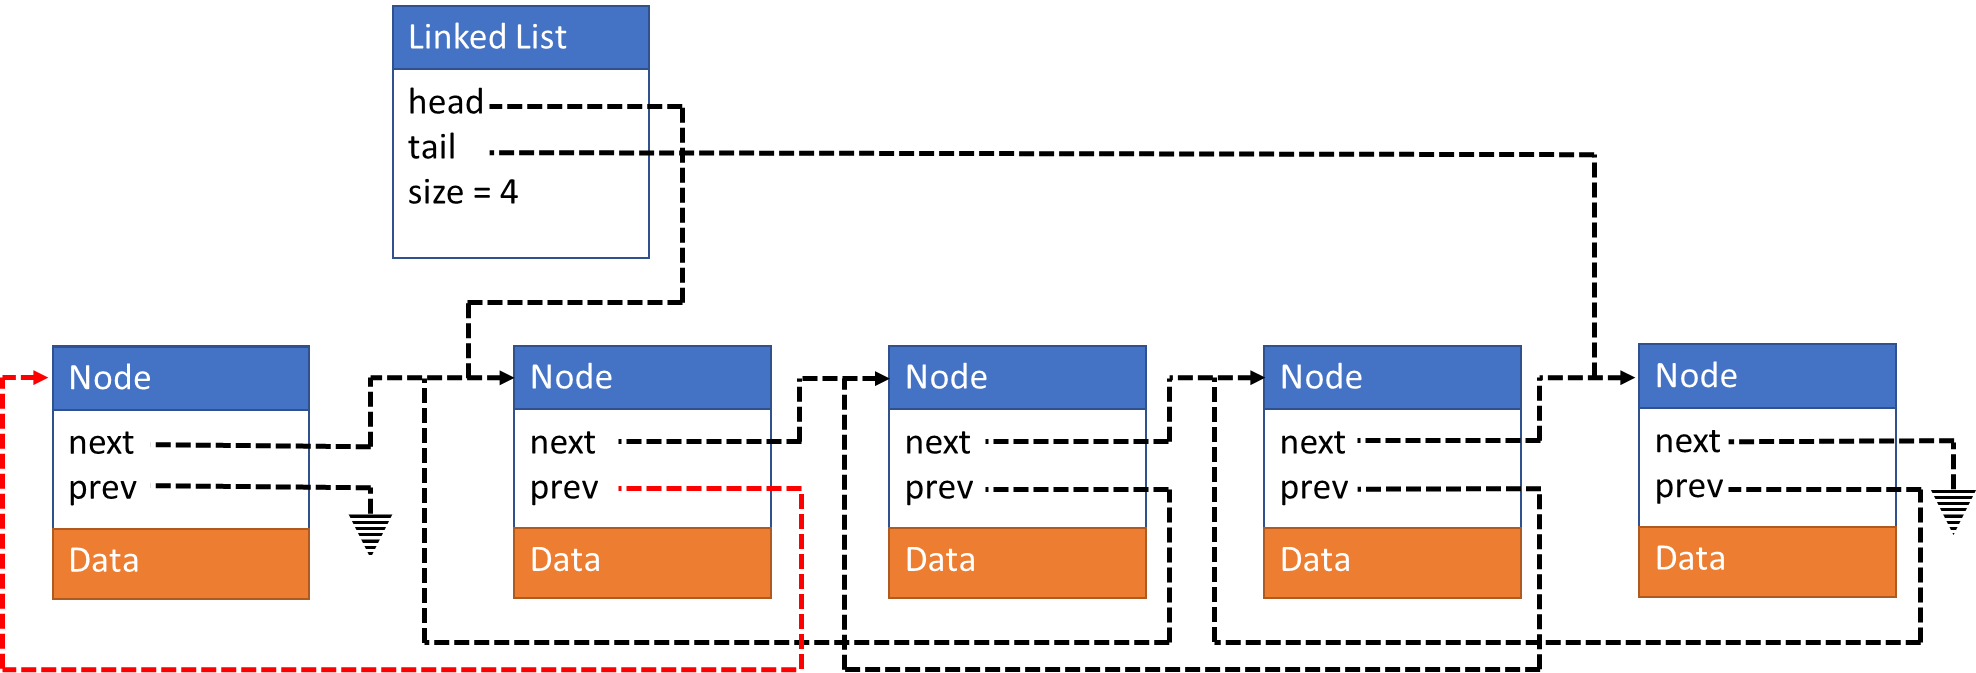 Linked List
head
tail
size = 4
Node
next
prev
Data
Node
next
prev
Data
Node
next
prev
Data
Node
next
prev
Data
Node
next
prev
Data